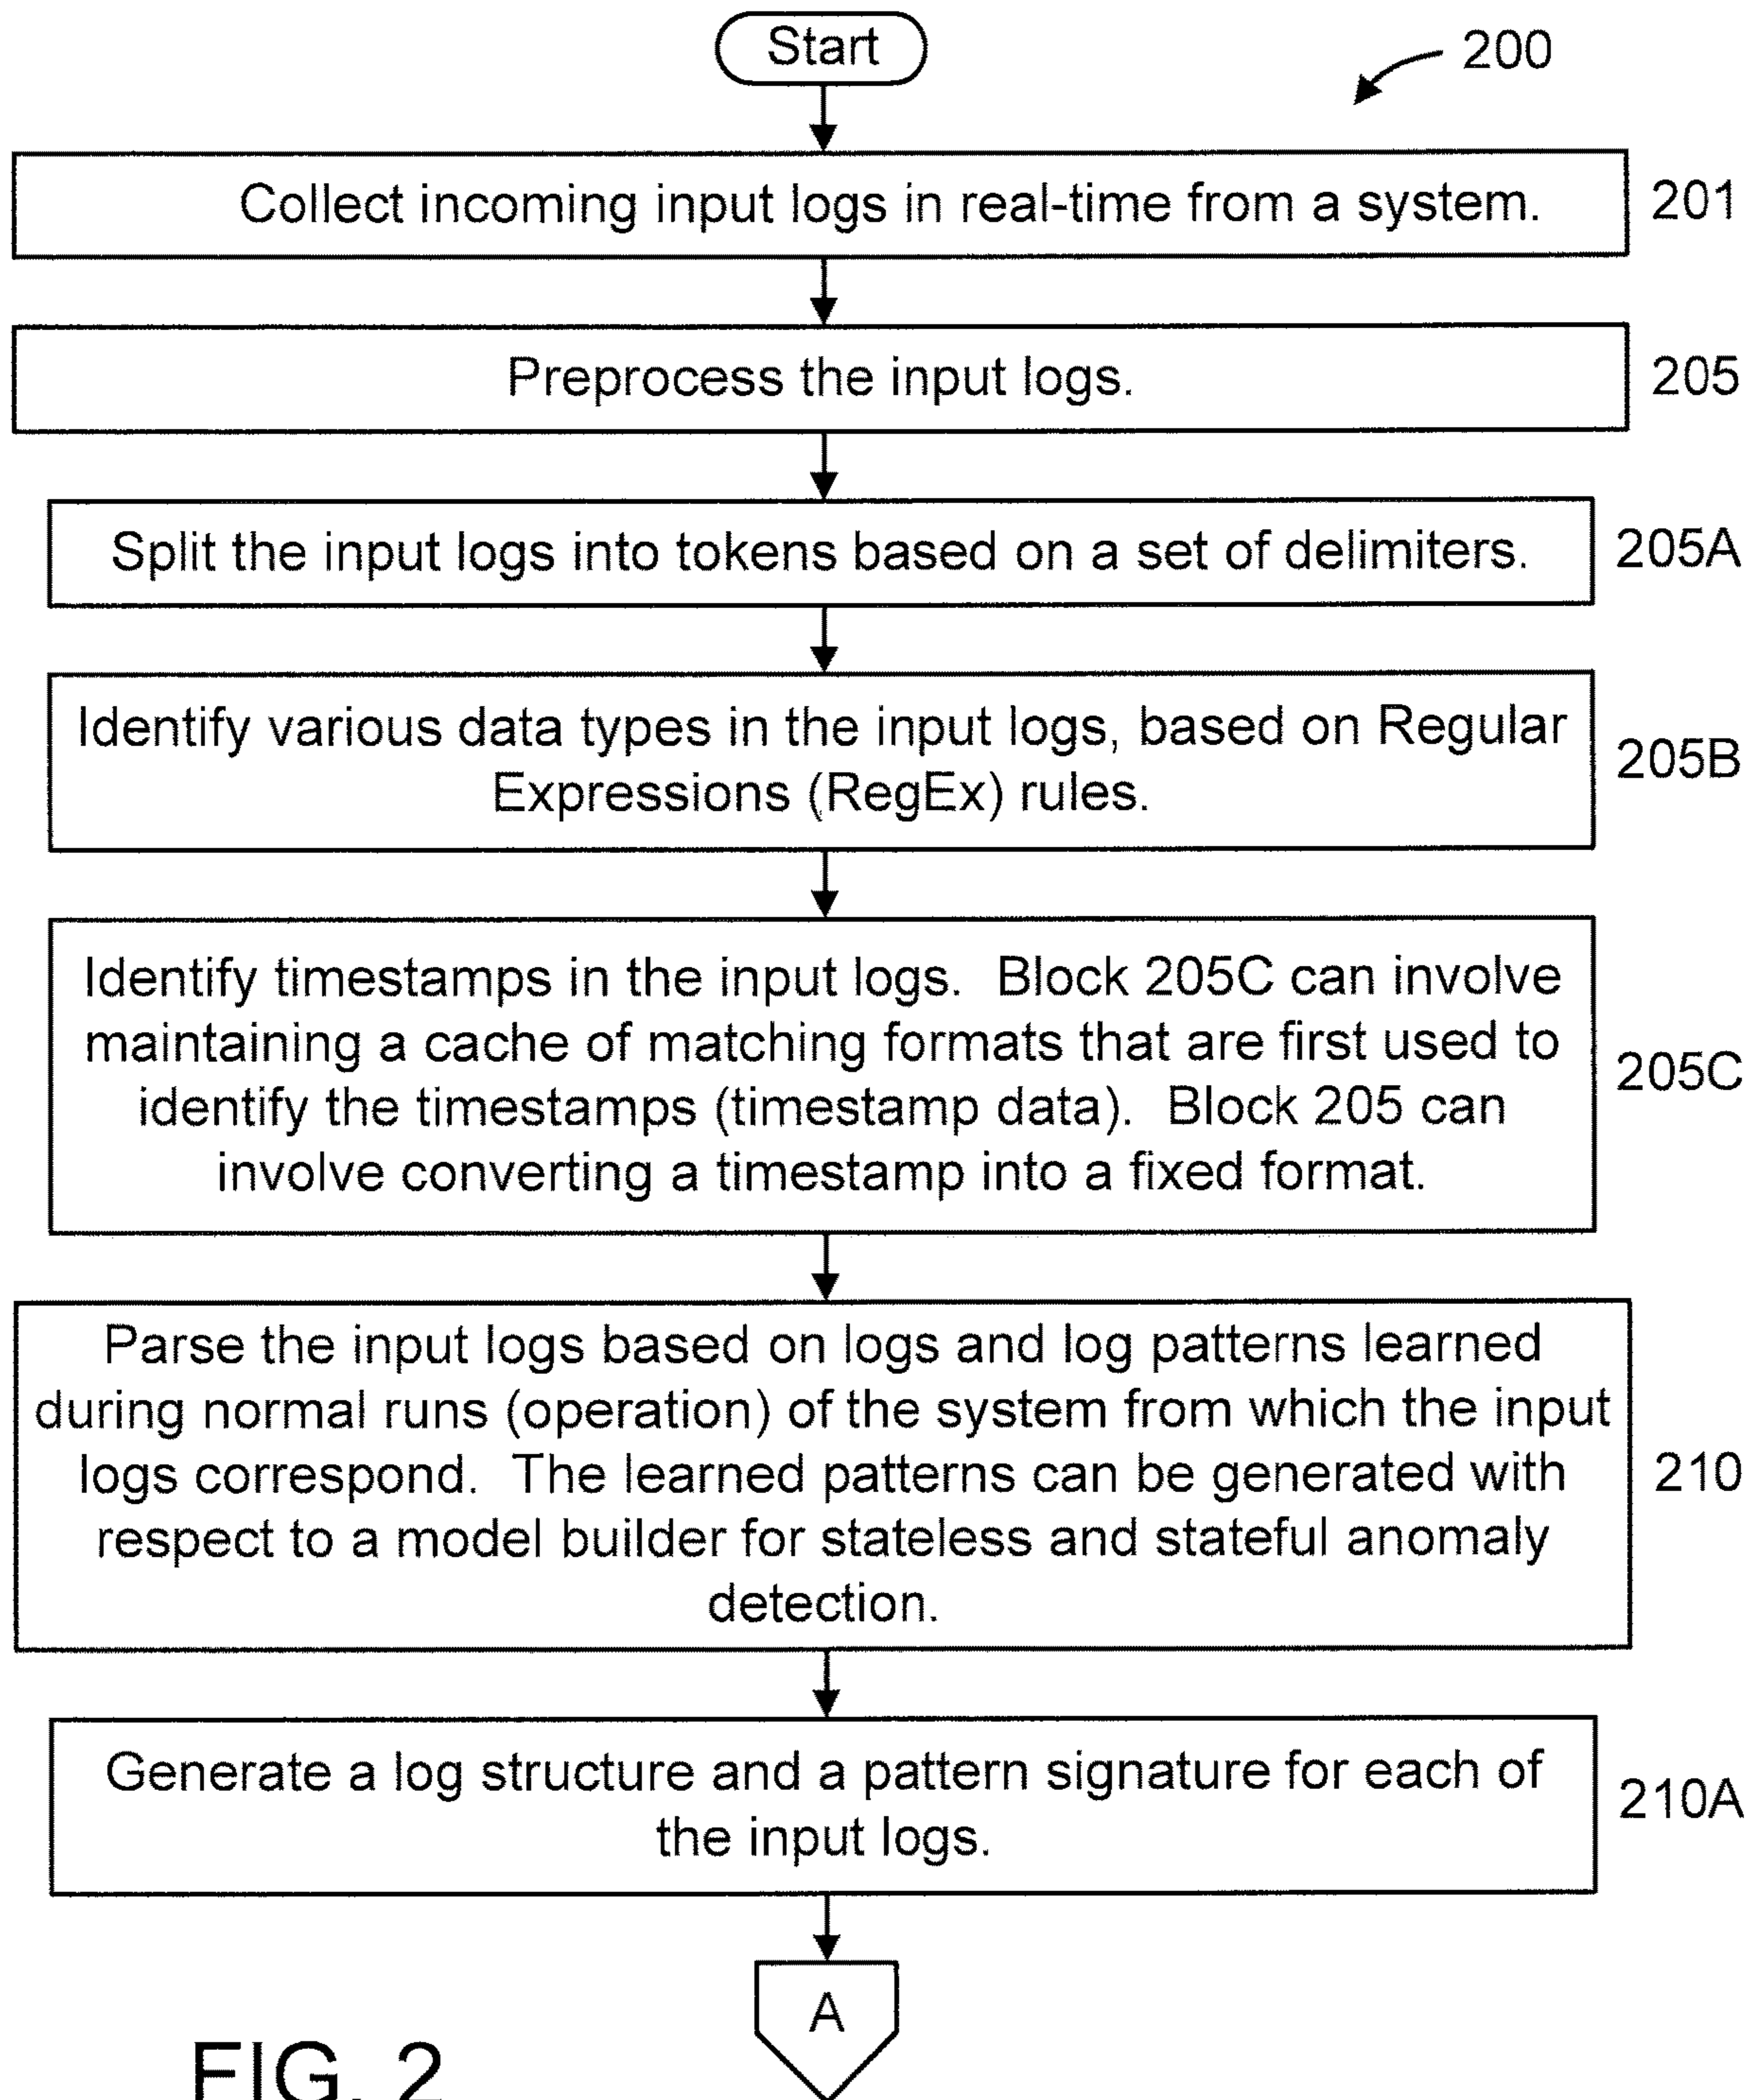 Start
200
Collect incoming input logs in real-time from a system.
201
Preprocess the input logs.
205
Split the input logs into tokens based on a set of delimiters.
205A
Identify various data types in the input logs, based on Regular
Expressions (RegEx) rules.
205B
Identify timestamps in the input logs.  Block 205C can involve
maintaining a cache of matching formats that are first used to
identify the timestamps (timestamp data).  Block 205 can
involve converting a timestamp into a fixed format.
205C
Parse the input logs based on logs and log patterns learned
during normal runs (operation) of the system from which the input
logs correspond.  The learned patterns can be generated with
respect to a model builder for stateless and stateful anomaly
detection.
210
Generate a log structure and a pattern signature for each of
the input logs.
210A
A
FIG. 2